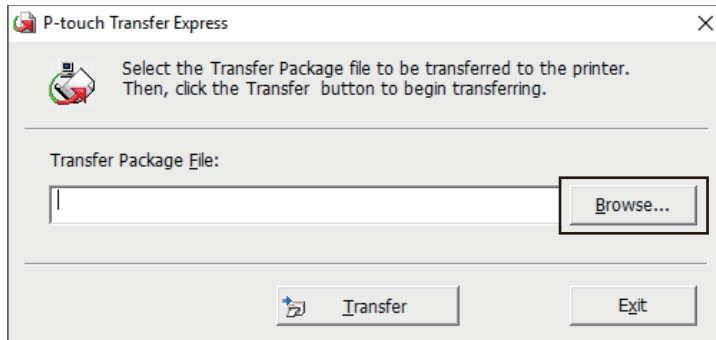 P-touch Transfer Express
Select the Transfer Package file to be transferred to the printer.
Then, click the Transfer button to begin transferring.
Transfer Package File:
Browse...
Transfer
Exit